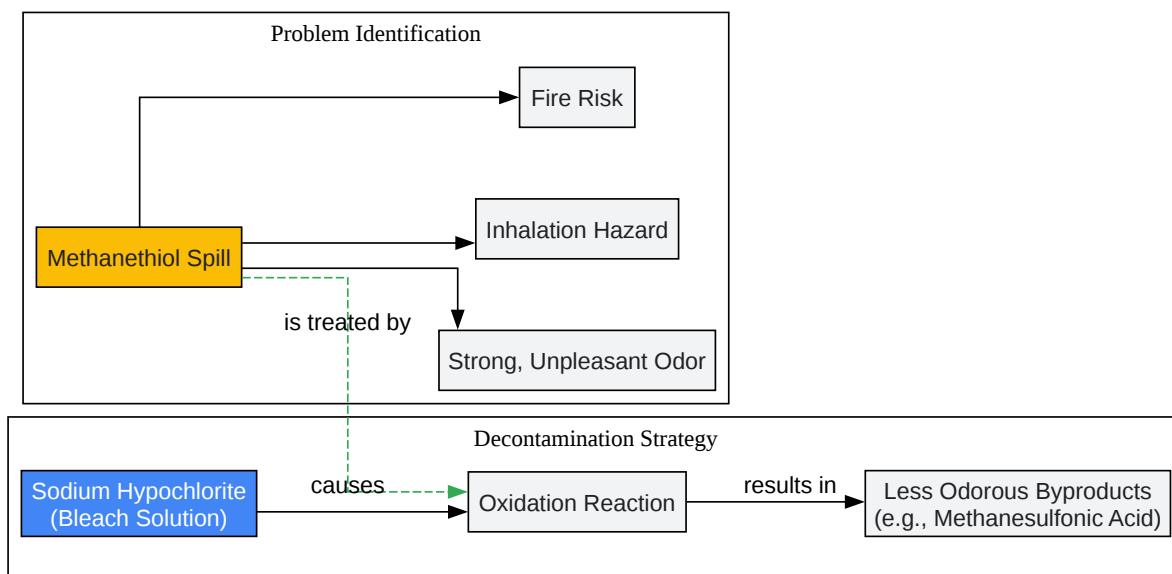 Problem Identification
Fire Risk
Methanethiol Spill
Inhalation Hazard
is treated by
Strong, Unpleasant Odor
Decontamination Strategy
Sodium Hypochlorite
(Bleach Solution)
causes
Oxidation Reaction
results in
Less Odorous Byproducts
(e.g., Methanesulfonic Acid)